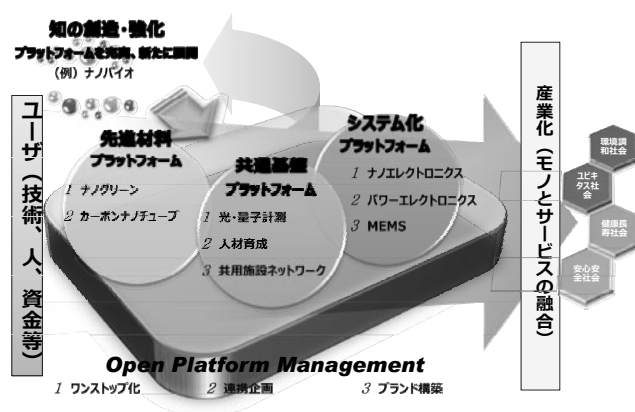 知の創造・強化
プラットフォームを充実、新たに展開
（例）ナノバイオ
ユーザ（技術、人、資金等）
先進材料
プラットフォーム
1 ナノグリーン
2 カーボンナノチューブ
共通基盤
プラットフォーム
1 光・量子計測
2 人材育成
3 共用施設ネットワーク
システム化
プラットフォーム
1 ナノエレクトロニクス
2 パワーエレクトロニクス
3 MEMS
産業化（モノとサービスの融合）
環境調
和社会
ユビキ
タス社
会
健康長
寿社会
安心安
全社会
Open Platform Management
1 ワンストップ化
2 連携企画
3 ブランド構築